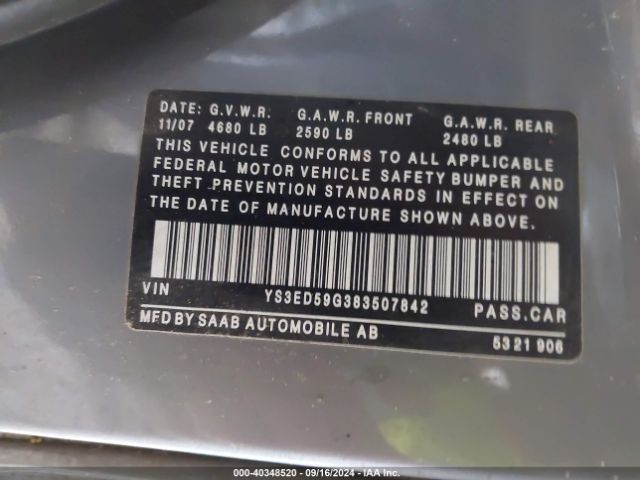 DATE: G.V.W.R. G.A.W.R. FRONT G.A.W.R. REAR
11/07 4680 LB 2590 LB 2480 LB
THIS VEHICLE CONFORMS TO ALL APPLICABLE
FEDERAL MOTOR VEHICLE SAFETY BUMPER AND
THEFT PREVENTION STANDARDS IN EFFECT ON
THE DATE OF MANUFACTURE SHOWN ABOVE.
VIN YS3ED59G383507842 PASS.CAR
MFD BY SAAB AUTOMOBILE AB 5321906
000-40348520 - 09/16/2024 - IAA Inc.